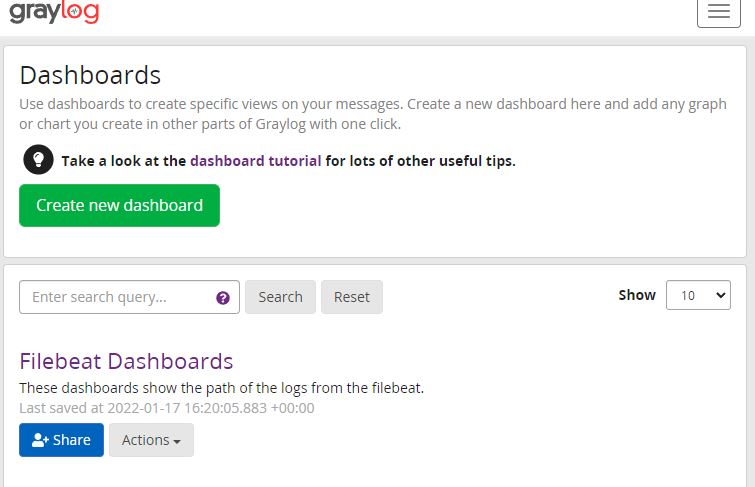 graylog
Dashboards
Use dashboards to create specific views on your messages. Create a new dashboard here and add any graph
or chart you create in other parts of Graylog with one click.
Take a look at the dashboard tutorial for lots of other useful tips.
Create new dashboard
Enter search query... ? Search Reset Show 10
Filebeat Dashboards
These dashboards show the path of the logs from the filebeat.
Last saved at 2022-01-17 16:20:05.883 +00:00
Share Actions